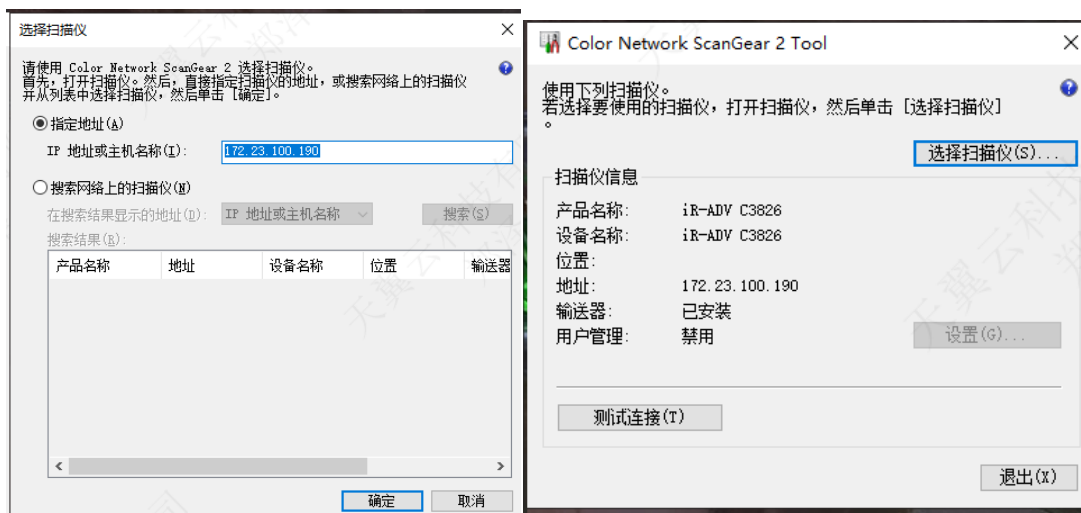 选择扫描仪
请使用 Color Network ScanGear 2 选择扫描仪。
首先，打开扫描仪。然后，直接指定扫描仪的地址，或搜索网络上的扫描仪
并从列表中选择扫描仪，然后单击 [确定]。
指定地址(A)
IP 地址或主机名称(I): 172.23.100.190
搜索网络上的扫描仪(N)
在搜索结果显示的地址(D): IP 地址或主机名称 搜索(S)
搜索结果(R):
产品名称 地址 设备名称 位置 输送器
确定 取消
Color Network ScanGear 2 Tool
使用下列扫描仪。
若选择要使用的扫描仪，打开扫描仪，然后单击 [选择扫描仪]
。
选择扫描仪(S)...
扫描仪信息
产品名称: iR-ADV C3826
设备名称: iR-ADV C3826
位置:
地址: 172.23.100.190
输送器: 已安装
用户管理: 禁用
设置(G)...
测试连接(T)
退出(X)